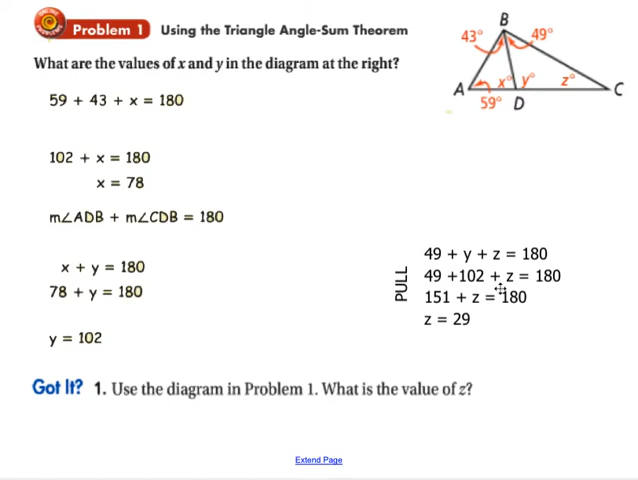 Problem 1 Using the Triangle Angle-Sum Theorem
What are the values of x and y in the diagram at the right?
B
43° 49°
A x° y° z° C
59° D
59 + 43 + x = 180
102 + x = 180
x = 78
m∠ADB + m∠CDB = 180
x + y = 180
78 + y = 180
y = 102
PULL
49 + y + z = 180
49 +102 + z = 180
151 + z = 180
z = 29
Got It? 1. Use the diagram in Problem 1. What is the value of z?
Extend Page